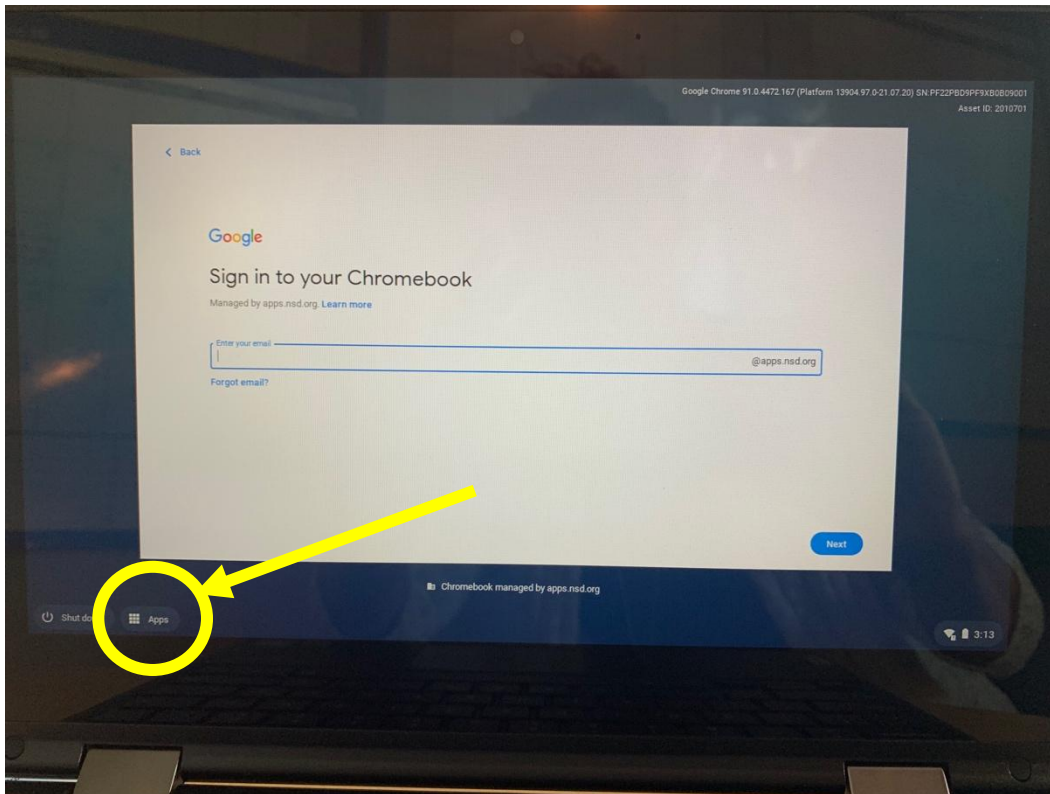 Google Chrome 91.0.4472.167 (Platform 13904.97.0-21.07.20) SN:PF22PBD9PF9XB0B09001
Asset ID: 2010701
Back
Google
Sign in to your Chromebook
Managed by apps.nsd.org. Learn more
Enter your email
@apps.nsd.org
Forgot email?
Next
Chromebook managed by apps.nsd.org
Shut do
Apps
3:13